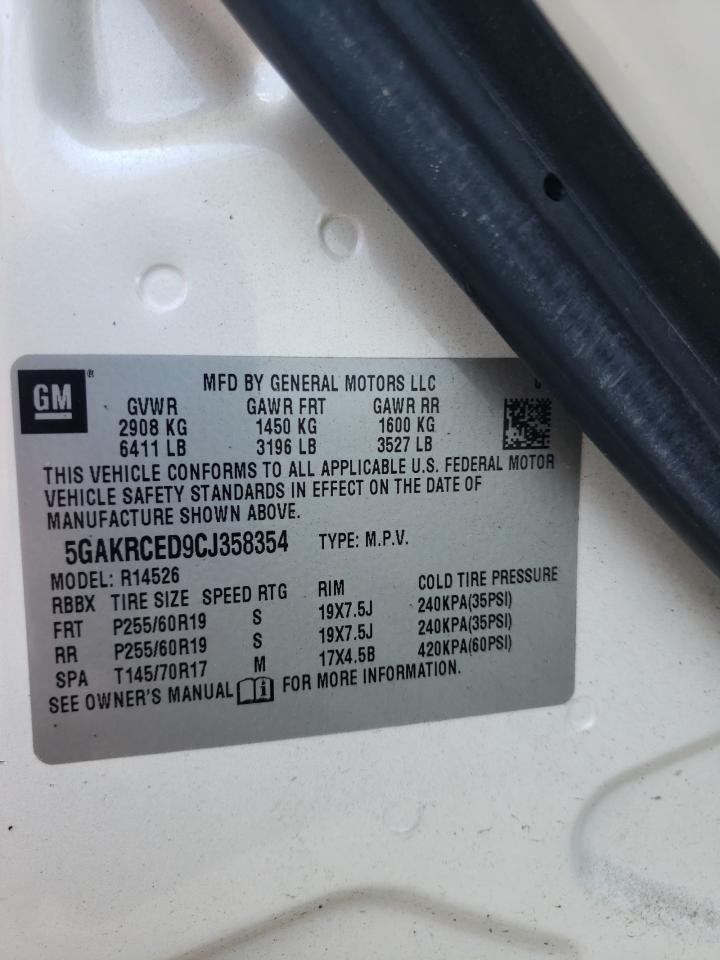 GM ®
MFD BY GENERAL MOTORS LLC
GVWR GAWR FRT GAWR RR
2908 KG 1450 KG 1600 KG
6411 LB 3196 LB 3527 LB
THIS VEHICLE CONFORMS TO ALL APPLICABLE U.S. FEDERAL MOTOR
VEHICLE SAFETY STANDARDS IN EFFECT ON THE DATE OF
MANUFACTURE SHOWN ABOVE.
5GAKRCED9CJ358354 TYPE: M.P.V.
MODEL: R14526
RBBX TIRE SIZE SPEED RTG RIM COLD TIRE PRESSURE
FRT P255/60R19 S 19X7.5J 240KPA(35PSI)
RR P255/60R19 S 19X7.5J 240KPA(35PSI)
SPA T145/70R17 M 17X4.5B 420KPA(60PSI)
SEE OWNER'S MANUAL FOR MORE INFORMATION.